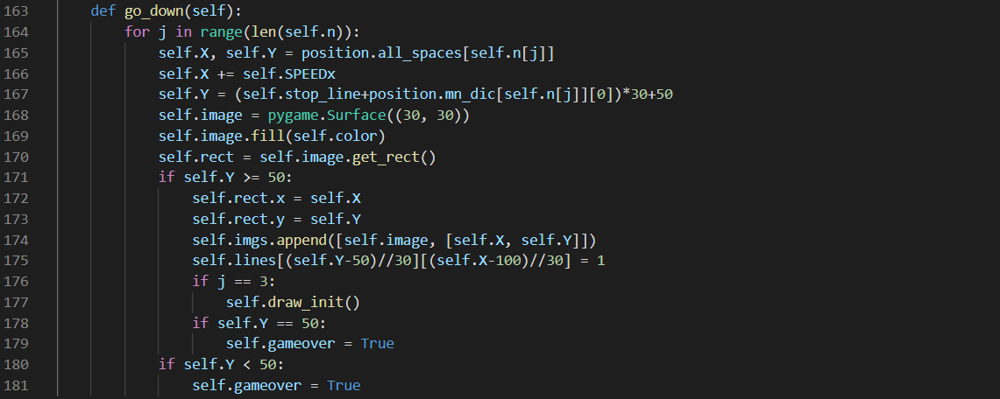 163 def go_down(self):
164 for j in range(len(self.n)):
165 self.X, self.Y = position.all_spaces[self.n[j]]
166 self.X += self.SPEEDx
167 self.Y = (self.stop_line+position.mn_dic[self.n[j]][0])*30+50
168 self.image = pygame.Surface((30, 30))
169 self.image.fill(self.color)
170 self.rect = self.image.get_rect()
171 if self.Y >= 50:
172 self.rect.x = self.X
173 self.rect.y = self.Y
174 self.imgs.append([self.image, [self.X, self.Y]])
175 self.lines[(self.Y-50)//30][(self.X-100)//30] = 1
176 if j == 3:
177 self.draw_init()
178 if self.Y == 50:
179 self.gameover = True
180 if self.Y < 50:
181 self.gameover = True